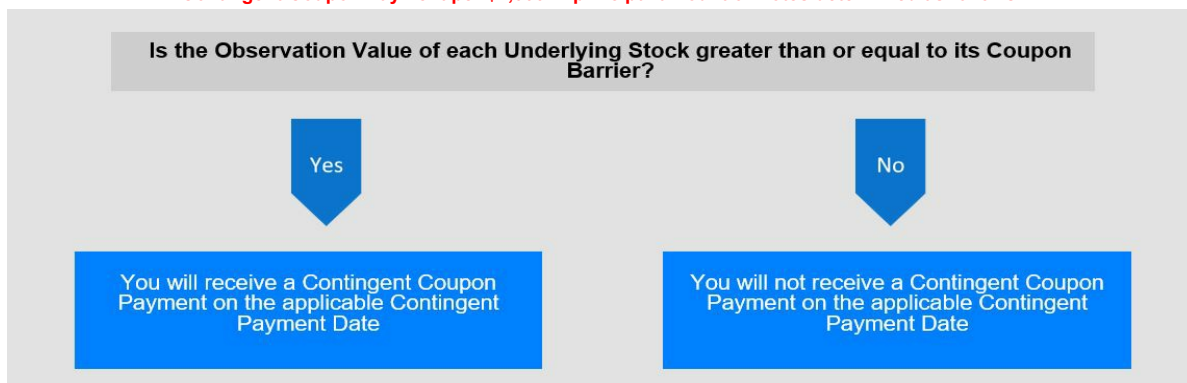 Is the Observation Value of each Underlying Stock greater than or equal to its Coupon
Barrier?
Yes
No
You will receive a Contingent Coupon
Payment on the applicable Contingent
Payment Date
You will not receive a Contingent Coupon
Payment on the applicable Contingent
Payment Date